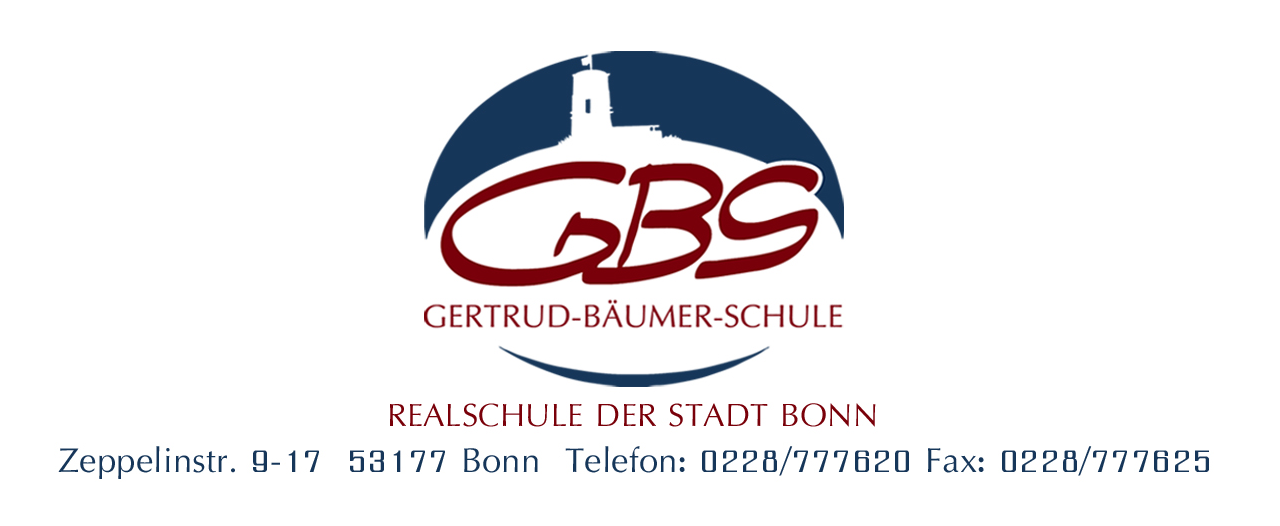 GBS
GERTRUD-BÄUMER-SCHULE
REALSCHULE DER STADT BONN
Zeppelinstr. 9-17 53177 Bonn Telefon: 0228/777620 Fax: 0228/777625